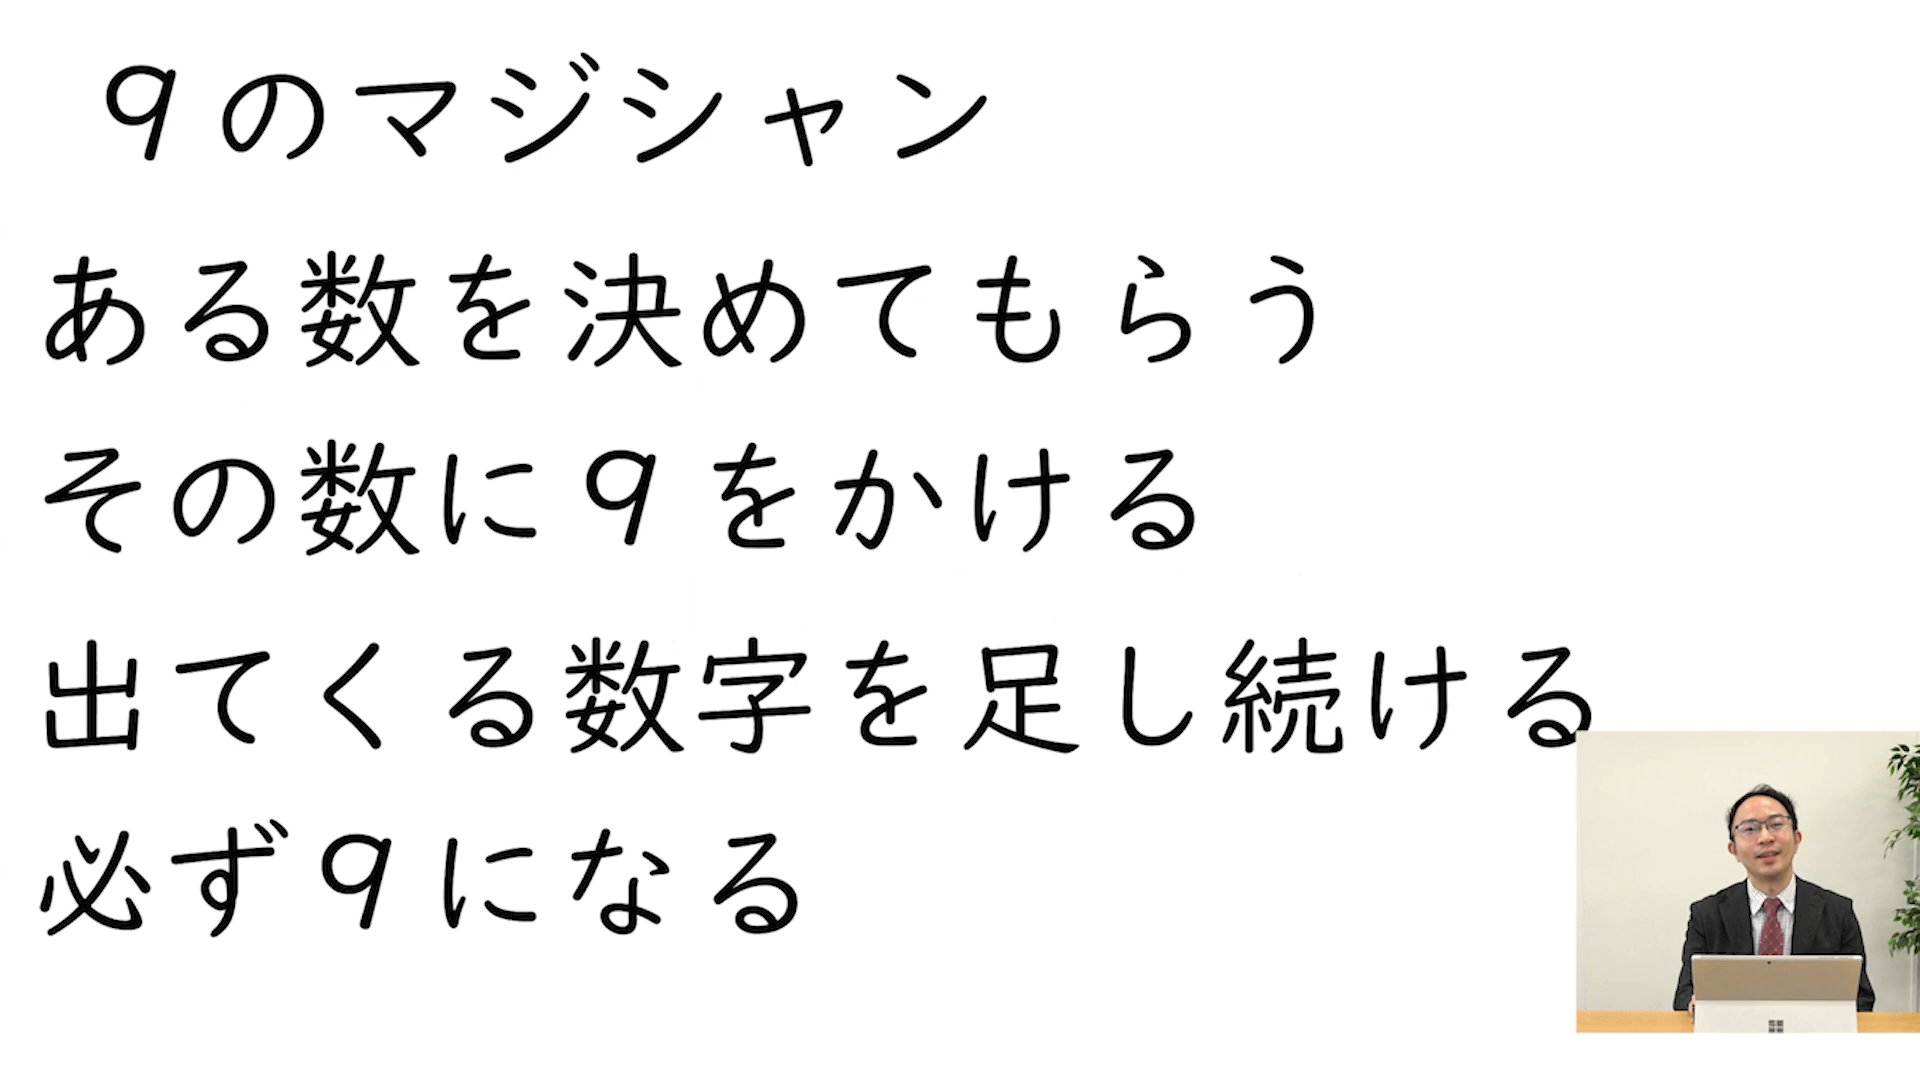 ９のマジシャン
ある数を決めてもらう
その数に９をかける
出てくる数字を足し続ける
必ず９になる